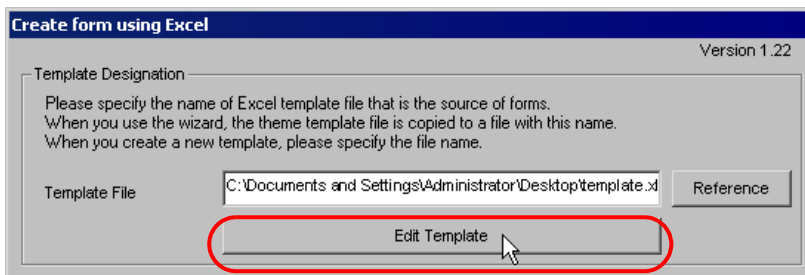 Create form using Excel
Version 1.22
Template Designation
Please specify the name of Excel template file that is the source of forms.
When you use the wizard, the theme template file is copied to a file with this name.
When you create a new template, please specify the file name.
Template File C:\Documents and Settings\Administrator\Desktop\template.xl Reference
Edit Template